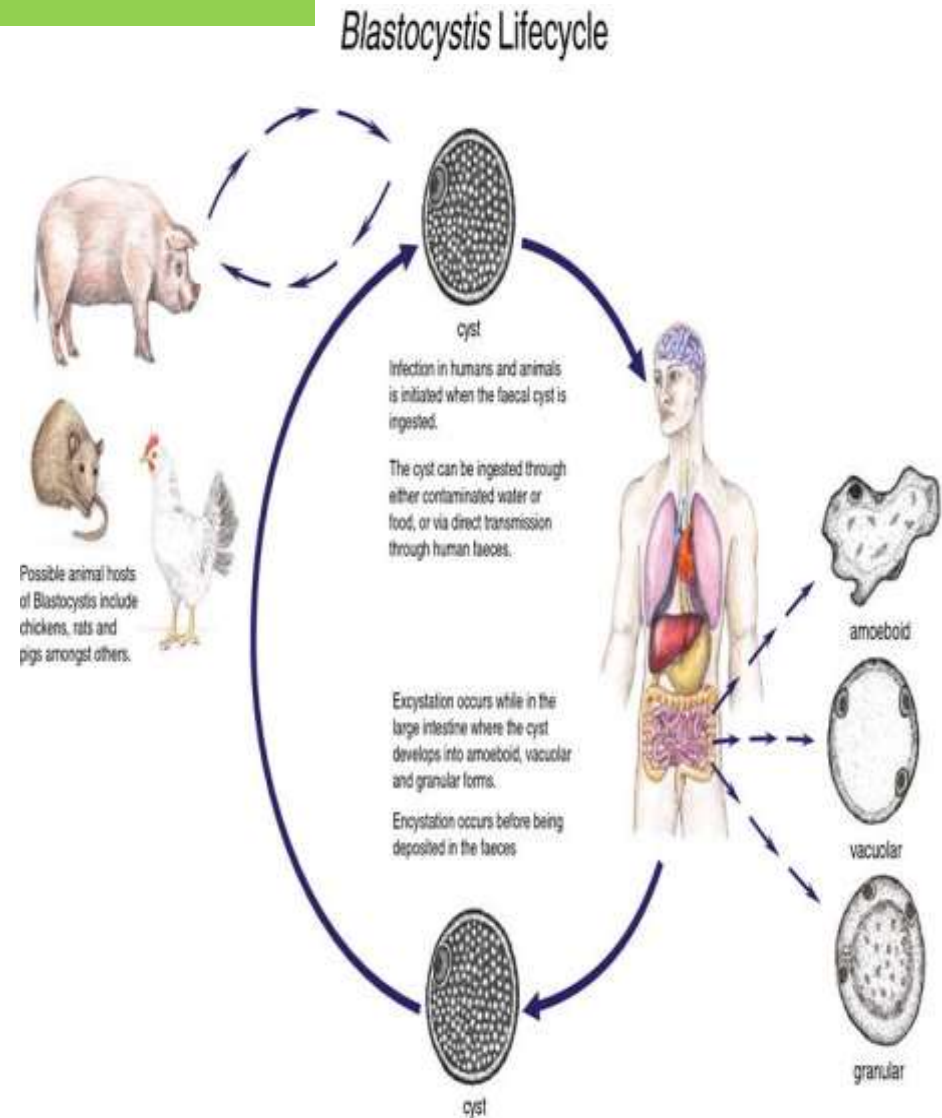 Blastocystis Lifecycle
cyst
Infection in humans and animals
is initiated when the faecal cyst is
ingested.
The cyst can be ingested through
either contaminated water or
food, or via direct transmission
through human faeces.
Possible animal hosts
of Blastocystis include
chickens, rats and
pigs amongst others.
amoeboid
Excystation occurs while in the
large intestine where the cyst
develops into amoeboid, vacuolar
and granular forms.
Encystation occurs before being
deposited in the faeces
vacuolar
granular
cyst